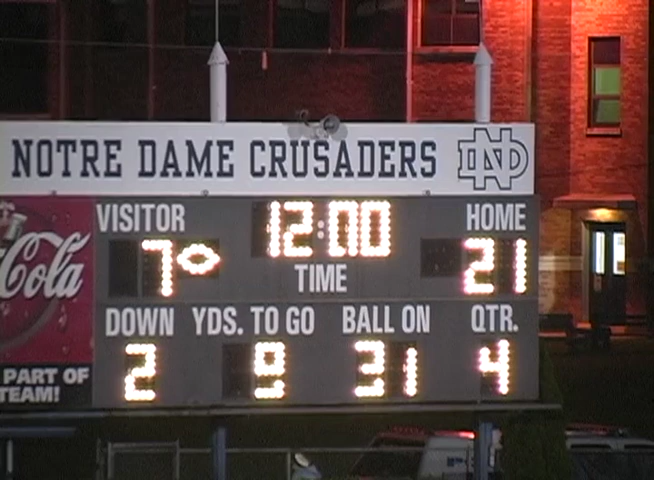 NOTRE DAME CRUSADERS ND
VISITOR 12:00 HOME
7 TIME 21
DOWN YDS. TO GO BALL ON QTR.
2 9 31 4
Cola
PART OF
TEAM!